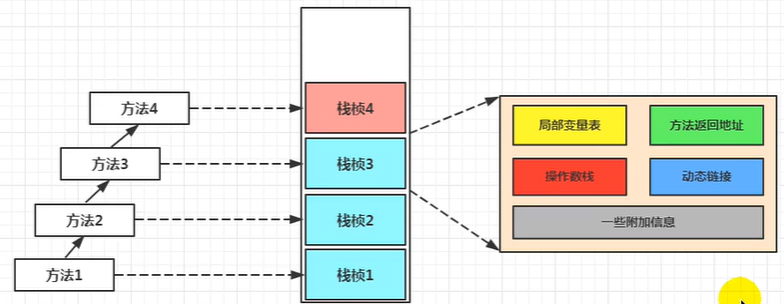 方法4
方法3
方法2
方法1
栈桢4
栈桢3
栈桢2
栈桢1
局部变量表
方法返回地址
操作数栈
动态链接
一些附加信息